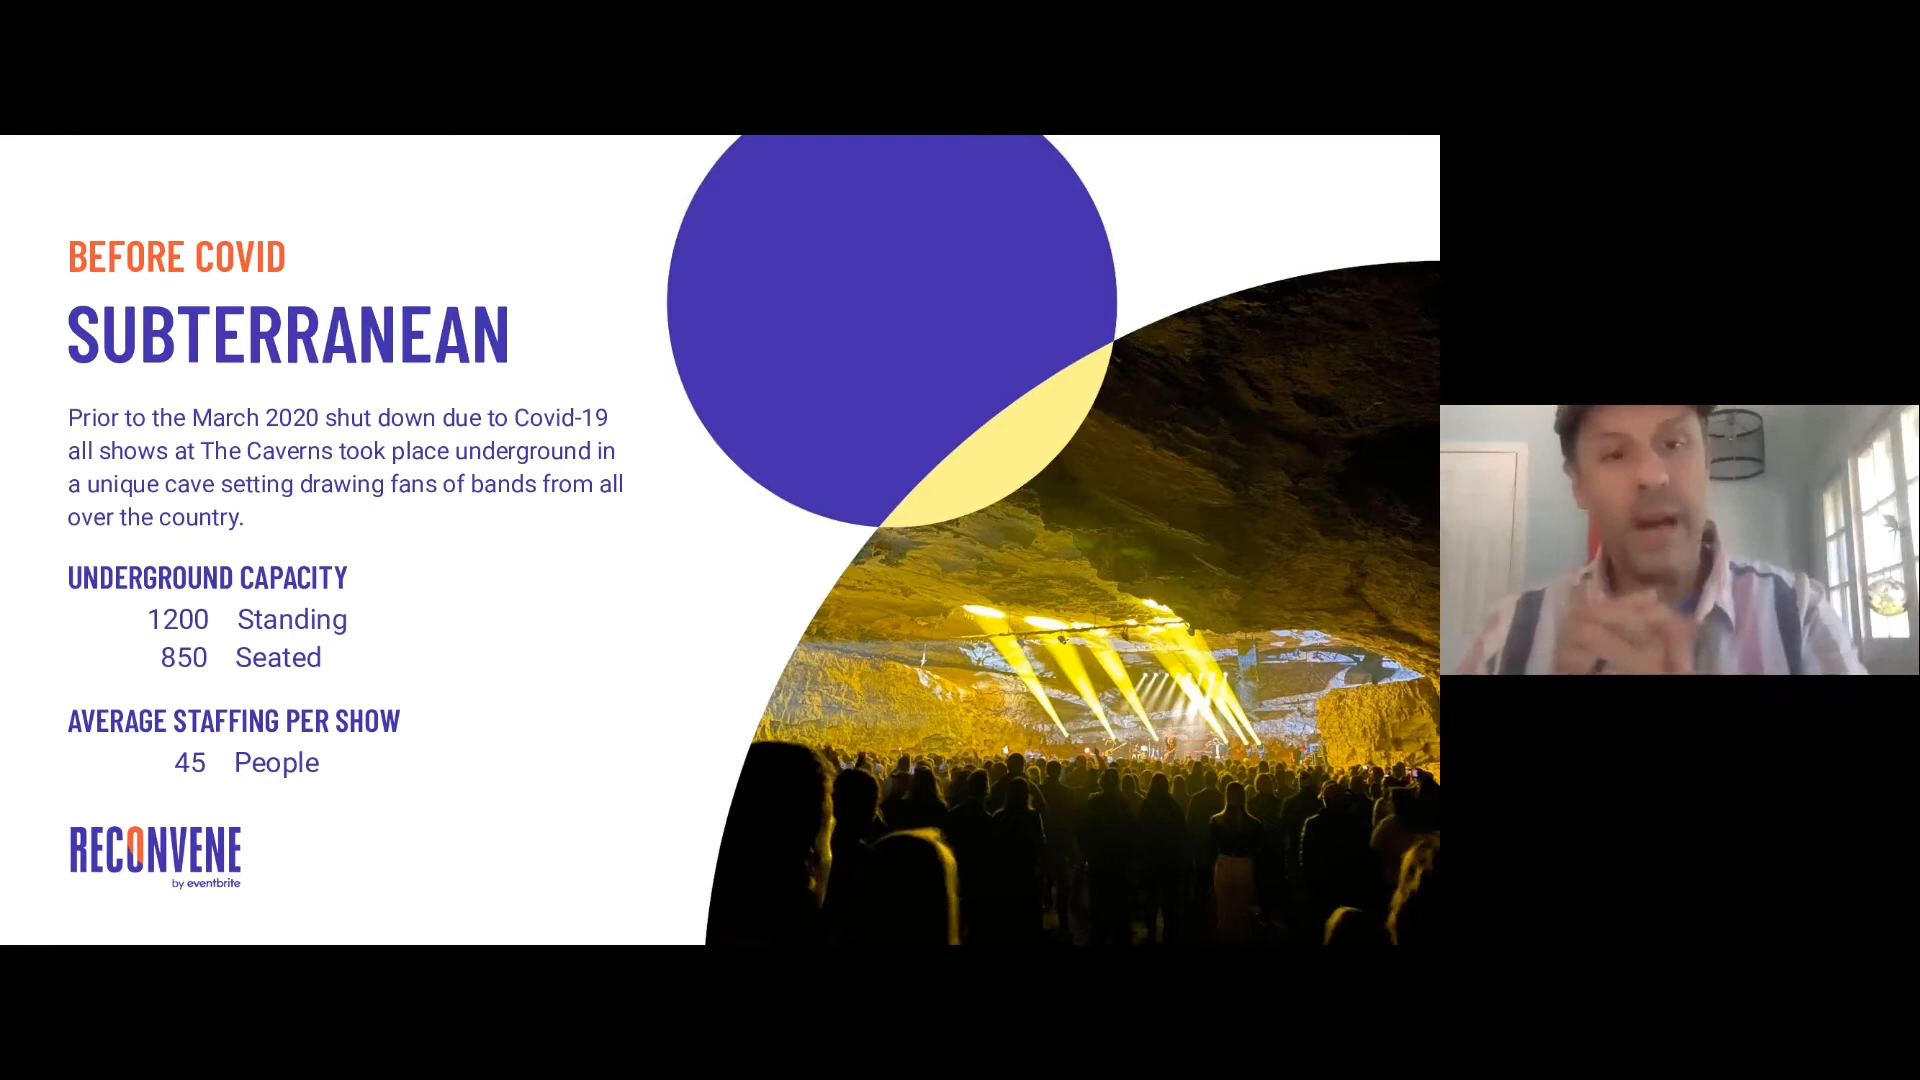 BEFORE COVID
SUBTERRANEAN
Prior to the March 2020 shut down due to Covid-19
all shows at The Caverns took place underground in
a unique cave setting drawing fans of bands from all
over the country.
UNDERGROUND CAPACITY
1200 Standing
850 Seated
AVERAGE STAFFING PER SHOW
45 People
RECONVENE
by eventbrite